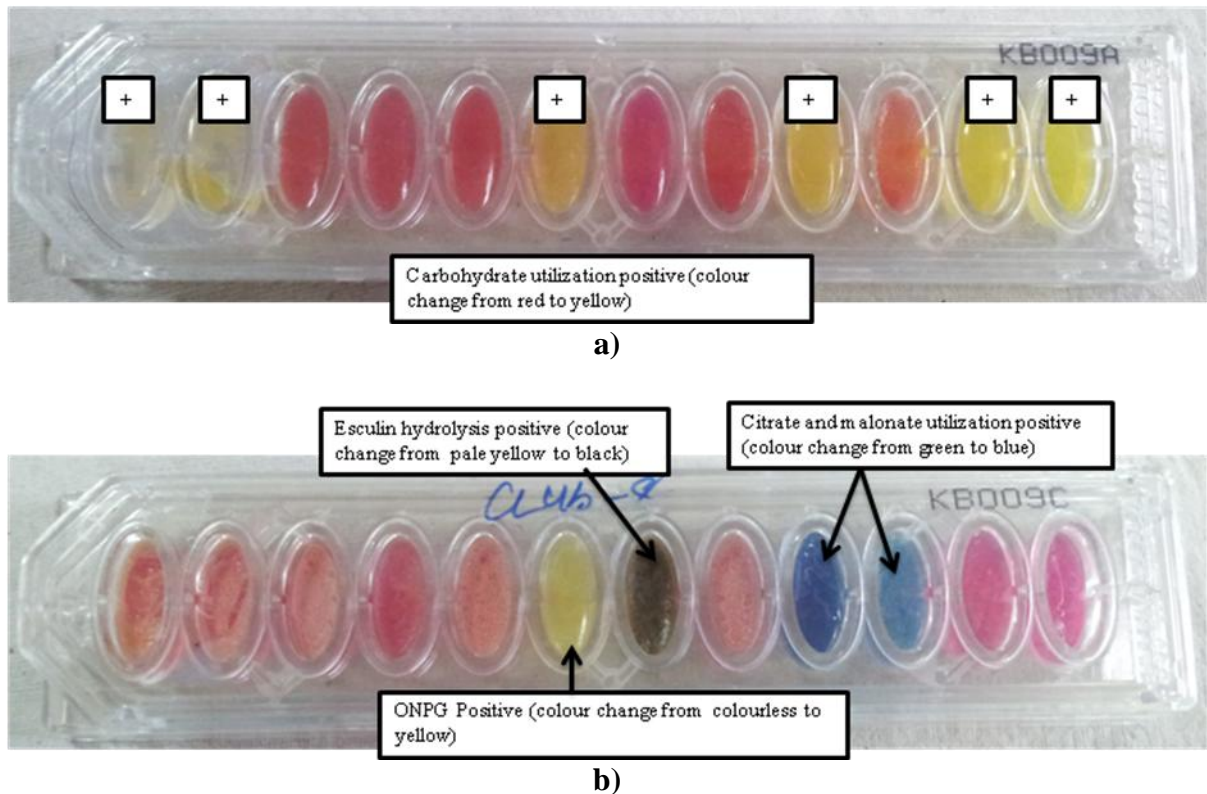 KB009A
+ + + + + +
Carbohydrate utilization positive (colour
change from red to yellow)
a)
Esculin hydrolysis positive (colour
change from pale yellow to black)
Citrate and malonate utilization positive
(colour change from green to blue)
KB009C
ONPG Positive (colour change from colourless to
yellow)
b)